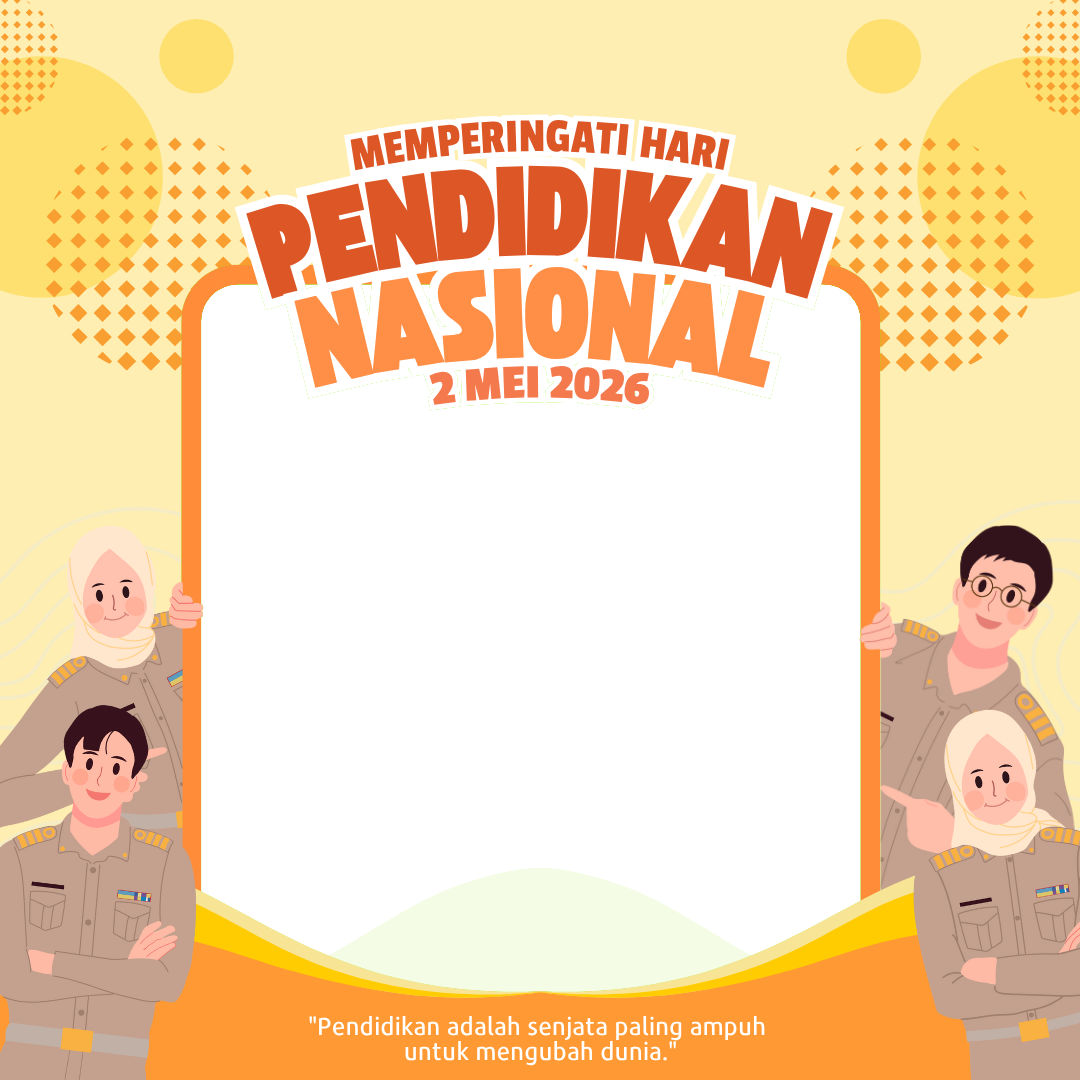 MEMPERINGATI HARI
PENDIDIKAN
NASIONAL
2 MEI 2026
"Pendidikan adalah senjata paling ampuh
untuk mengubah dunia."